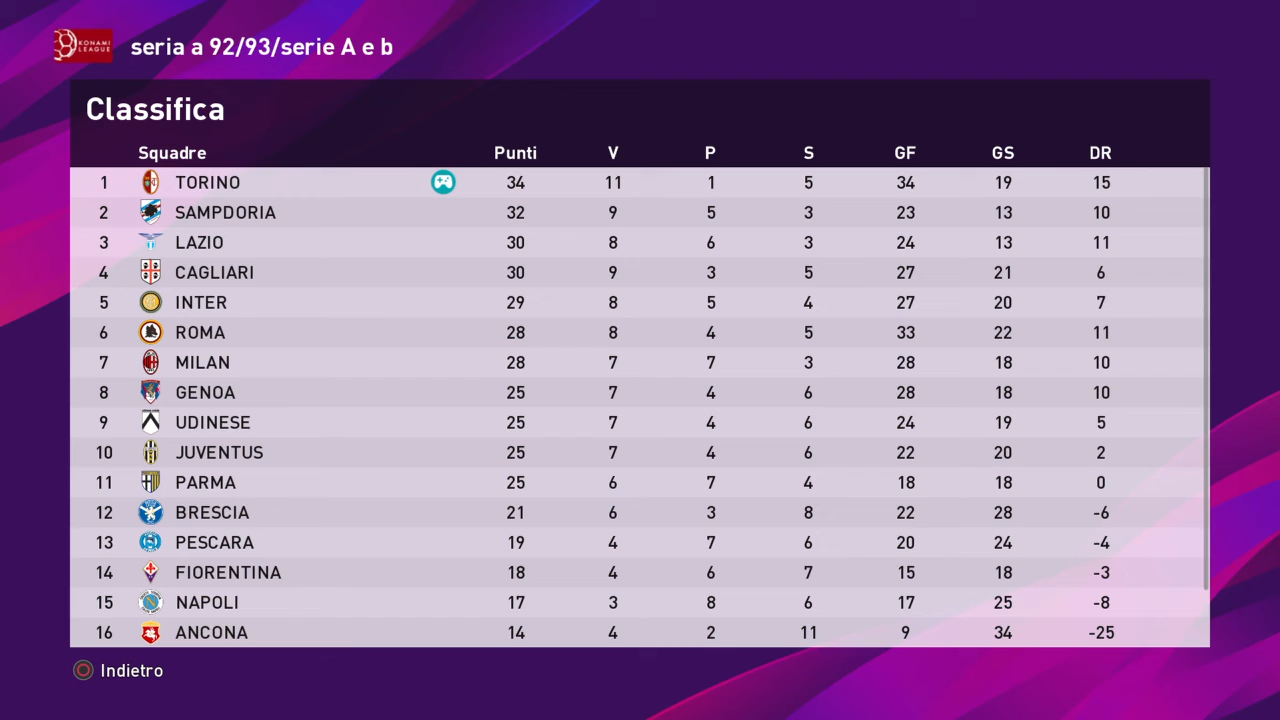 KONAMI
LEAGUE
seria a 92/93/serie A e b
Classifica
Squadre Punti V P S GF GS DR
1 TORINO 34 11 1 5 34 19 15
2 SAMPDORIA 32 9 5 3 23 13 10
3 LAZIO 30 8 6 3 24 13 11
4 CAGLIARI 30 9 3 5 27 21 6
5 INTER 29 8 5 4 27 20 7
6 ROMA 28 8 4 5 33 22 11
7 MILAN 28 7 7 3 28 18 10
8 GENOA 25 7 4 6 28 18 10
9 UDINESE 25 7 4 6 24 19 5
10 JUVENTUS 25 7 4 6 22 20 2
11 PARMA 25 6 7 4 18 18 0
12 BRESCIA 21 6 3 8 22 28 -6
13 PESCARA 19 4 7 6 20 24 -4
14 FIORENTINA 18 4 6 7 15 18 -3
15 NAPOLI 17 3 8 6 17 25 -8
16 ANCONA 14 4 2 11 9 34 -25
Indietro